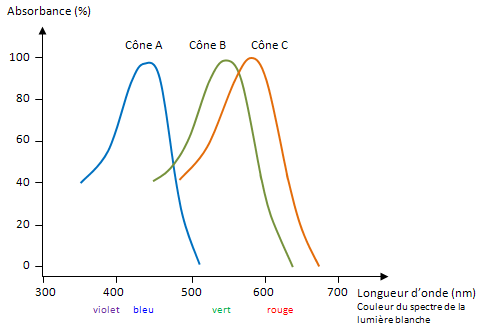 Absorbance (%)
Cône A
Cône B
Cône C
100
80
60
40
20
0
300
400
500
600
700
Longueur d'onde (nm)
violet
bleu
vert
rouge
Couleur du spectre de la
lumière blanche